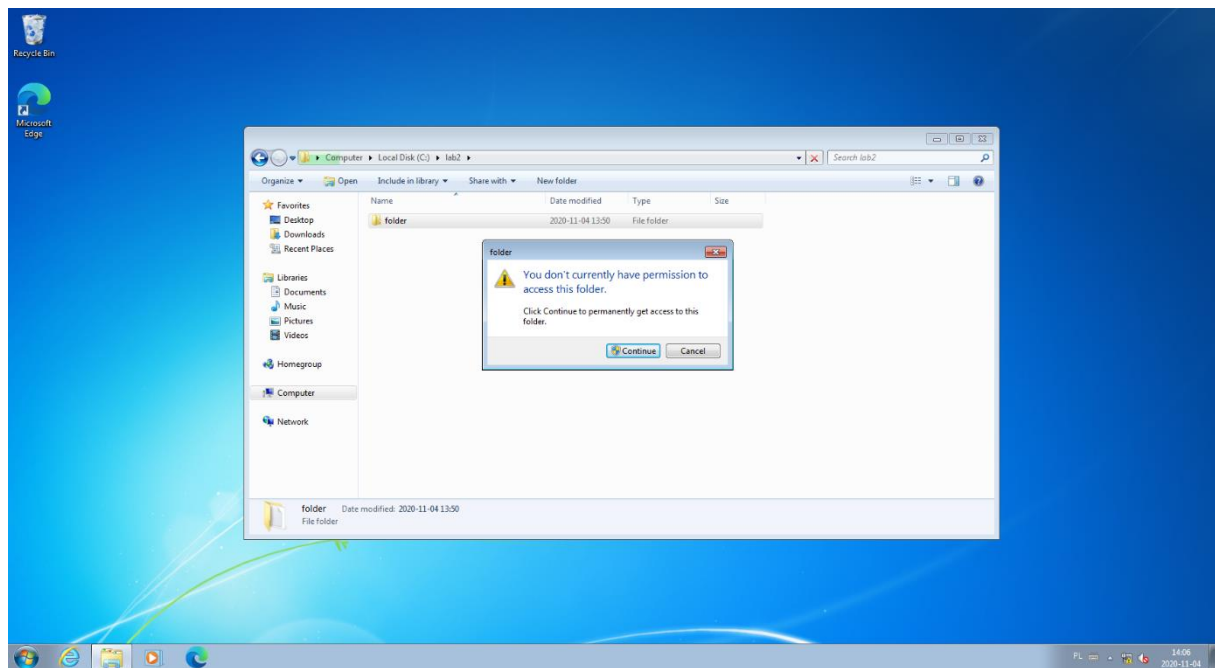 Recycle Bin
Microsoft
Edge
Computer Local Disk (C:) lab2
Search lab2
Organize Open Include in library Share with New folder
Name Date modified Type Size
Favorites
Desktop
Downloads
Recent Places
Libraries
Documents
Music
Pictures
Videos
Homegroup
Computer
Network
folder 2020-11-04 13:50 File folder
folder
You don't currently have permission to
access this folder.
Click Continue to permanently get access to this
folder.
Continue Cancel
folder Date modified: 2020-11-04 13:50
File folder
PL
14:06
2020-11-04